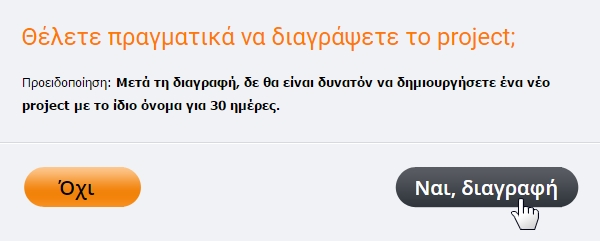 Θέλετε πραγματικά να διαγράψετε το project;
Προειδοποίηση: Μετά τη διαγραφή, δε θα είναι δυνατόν να δημιουργήσετε ένα νέο
project με το ίδιο όνομα για 30 ημέρες.
Όχι
Ναι, διαγραφή